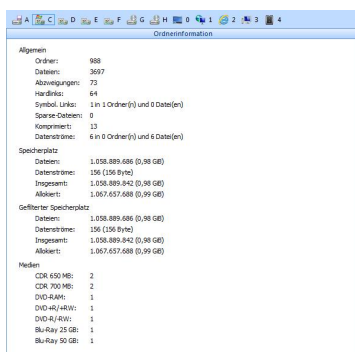 A C D E F G H 0 1 2 3 4
Ordnerinformation
Allgemein
Ordner: 988
Dateien: 3697
Abzweigungen: 73
Hardlinks: 64
Symbol. Links: 1 in 1 Ordner(n) und 0 Datei(en)
Sparse-Dateien: 0
Komprimiert: 13
Datenströme: 6 in 0 Ordner(n) und 6 Datei(en)
Speicherplatz
Dateien: 1.058.889.686 (0,98 GB)
Datenströme: 156 (156 Byte)
Insgesamt: 1.058.889.842 (0,98 GB)
Allokiert: 1.067.657.688 (0,99 GB)
Gefilterter Speicherplatz
Dateien: 1.058.889.686 (0,98 GB)
Datenströme: 156 (156 Byte)
Insgesamt: 1.058.889.842 (0,98 GB)
Allokiert: 1.067.657.688 (0,99 GB)
Medien
CDR 650 MB: 2
CDR 700 MB: 2
DVD-RAM: 1
DVD+R/+RW: 1
DVD-R/-RW: 1
Blu-Ray 25 GB: 1
Blu-Ray 50 GB: 1